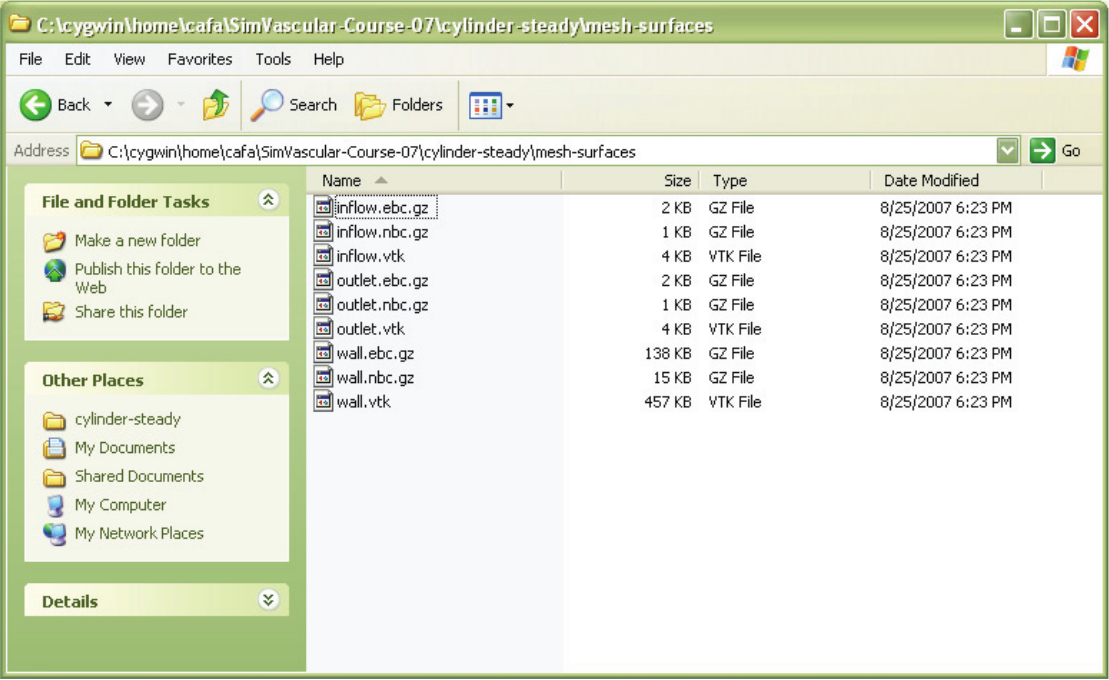 C:\cygwin\home\cafa\SimVascular-Course-07\cylinder-steady\mesh-surfaces
File Edit View Favorites Tools Help
Back Search Folders
Address C:\cygwin\home\cafa\SimVascular-Course-07\cylinder-steady\mesh-surfaces Go
File and Folder Tasks
Make a new folder
Publish this folder to the
Web
Share this folder
Other Places
cylinder-steady
My Documents
Shared Documents
My Computer
My Network Places
Details
Name Size Type Date Modified
inflow.ebc.gz 2 KB GZ File 8/25/2007 6:23 PM
inflow.nbc.gz 1 KB GZ File 8/25/2007 6:23 PM
inflow.vtk 4 KB VTK File 8/25/2007 6:23 PM
outlet.ebc.gz 2 KB GZ File 8/25/2007 6:23 PM
outlet.nbc.gz 1 KB GZ File 8/25/2007 6:23 PM
outlet.vtk 4 KB VTK File 8/25/2007 6:23 PM
wall.ebc.gz 138 KB GZ File 8/25/2007 6:23 PM
wall.nbc.gz 15 KB GZ File 8/25/2007 6:23 PM
wall.vtk 457 KB VTK File 8/25/2007 6:23 PM